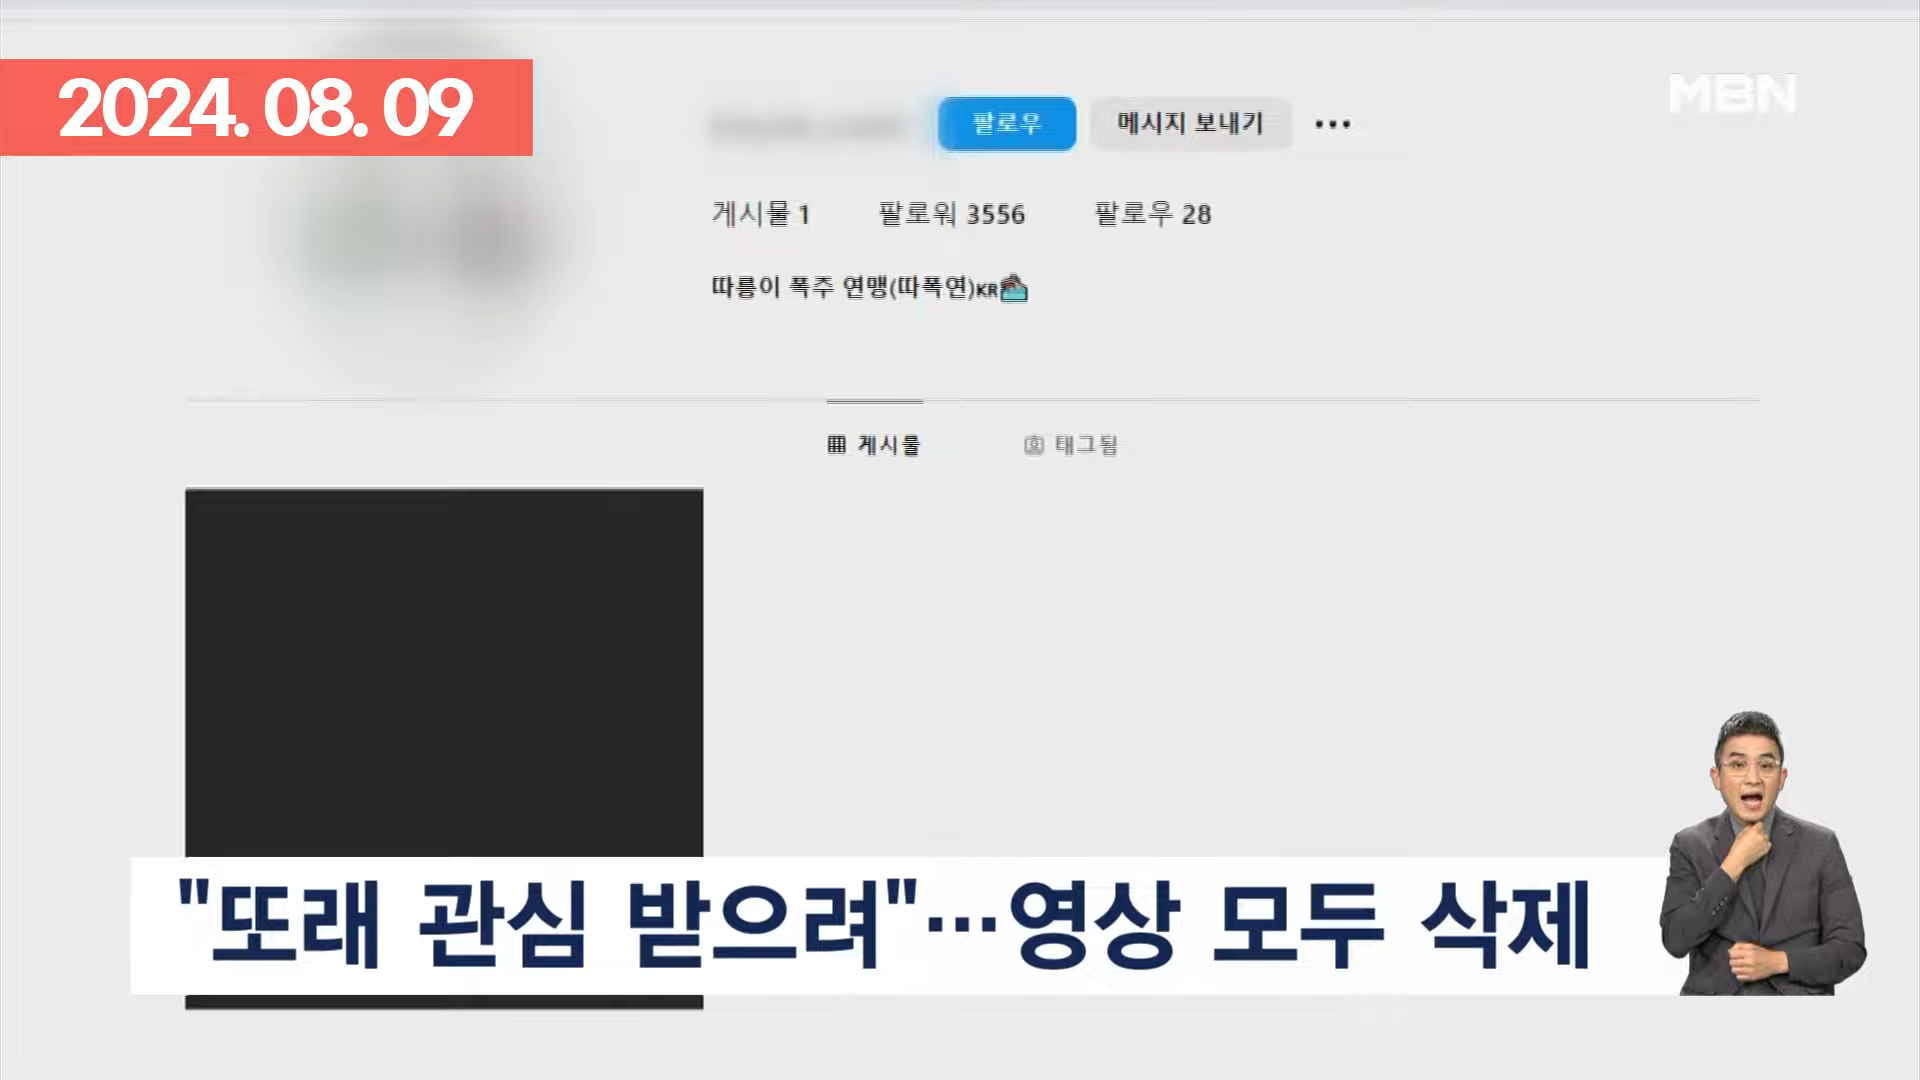 2024. 08. 09
MBN
팔로우 메시지 보내기 •••
게시물 1 팔로워 3556 팔로우 28
따릉이 폭주 연맹(따폭연)KR
게시물 태그됨
"또래 관심 받으려"…영상 모두 삭제